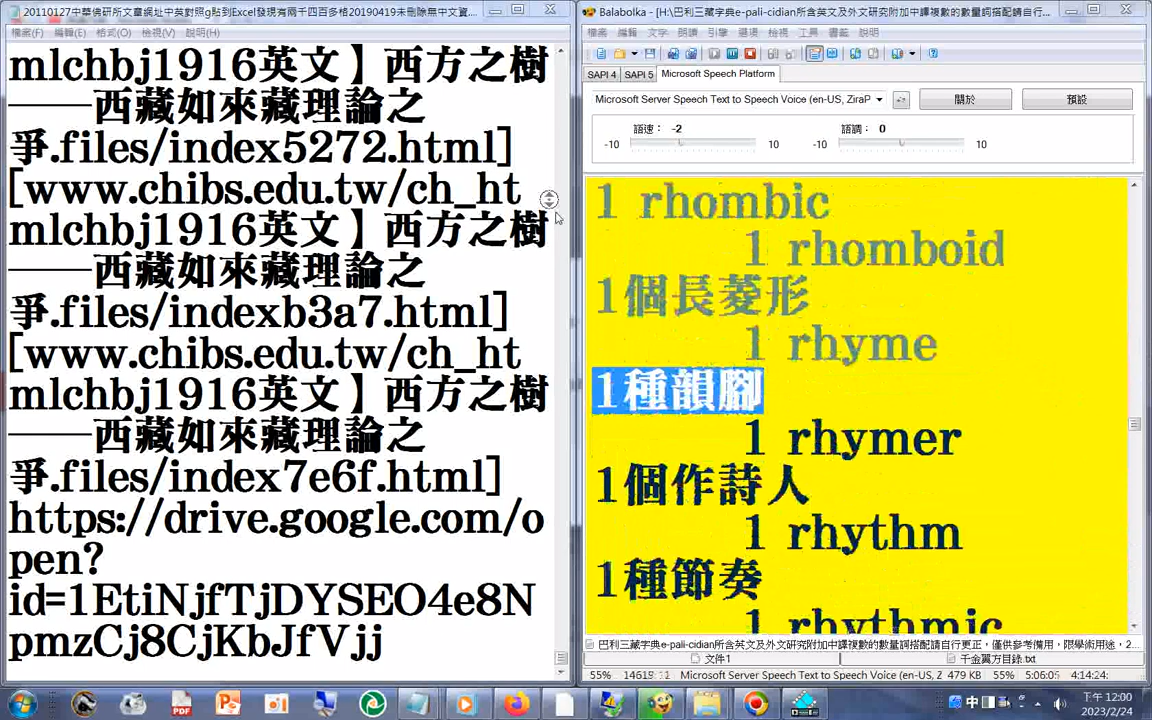 20110127中華佛研所文章網址中英對照g點到Excel發現有兩千四百多格20190419未刪除無中文資...
檔案(F) 編輯(E) 格式(O) 檢視(V) 說明(H)
mlchbj1916英文】西方之樹
——西藏如來藏理論之
爭.files/index5272.html]
[www.chibs.edu.tw/ch_ht
mlchbj1916英文】西方之樹
——西藏如來藏理論之
爭.files/indexb3a7.html]
[www.chibs.edu.tw/ch_ht
mlchbj1916英文】西方之樹
——西藏如來藏理論之
爭.files/index7e6f.html]
https://drive.google.com/o
pen?
id=1EtiNjfTjDYSEO4e8N
pmzCj8CjKbJfVjj
Balabolka - [H:\巴利三藏字典e-pali-cidian所含英文及外文研究附加中譯複數的數量詞搭配請自行...
檔案 編輯 文字 朗讀 引擎 選項 檢視 工具 書籤 說明
SAPI 4 SAPI 5 Microsoft Speech Platform
Microsoft Server Speech Text to Speech Voice (en-US, ZiraP
關於 預設
語速： -2 語調： 0
-10 10 -10 10
1 rhombic
1 rhomboid
1個長菱形
1 rhyme
1種韻腳
1 rhymer
1個作詩人
1 rhythm
1種節奏
1 rhythmic
巴利三藏字典e-pali-cidian所含英文及外文研究附加中譯複數的數量詞搭配請自行更正，僅供參考備用，限學術用途，2...
文件1 千金翼方目錄.txt
55% Microsoft Server Speech Text to Speech Voice (en-US, Z 479 KB 55% 5:06:05 4:14:24:
中
下午 12:00
2023/2/24